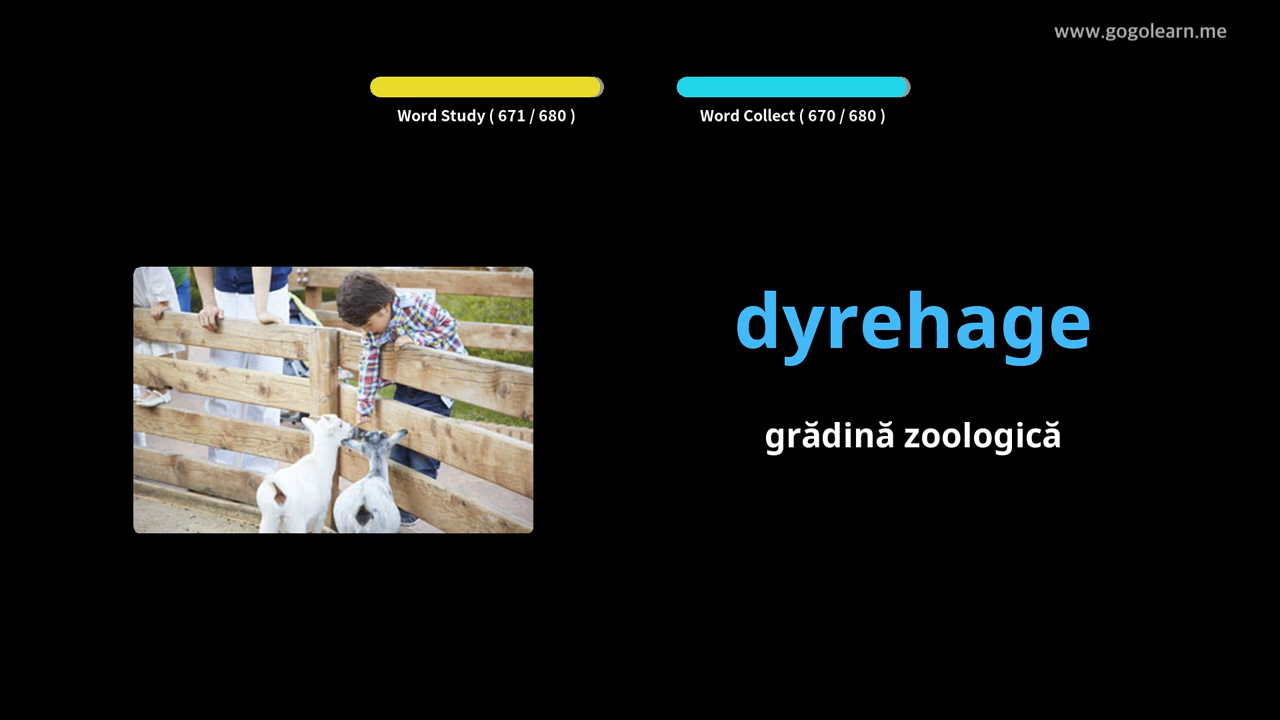 www.gogolearn.me
Word Study ( 671 / 680 )
Word Collect ( 670 / 680 )
dyrehage
grădină zoologică